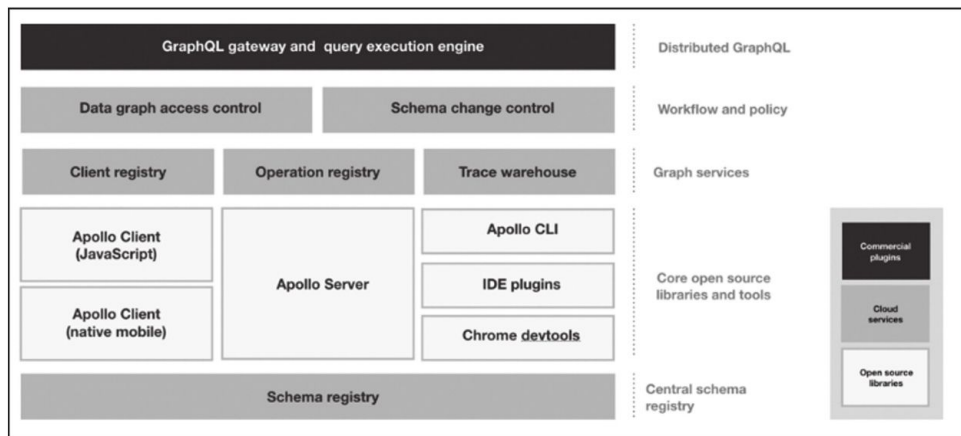 GraphQL gateway and query execution engine
Distributed GraphQL
Data graph access control
Schema change control
Workflow and policy
Client registry
Operation registry
Trace warehouse
Graph services
Apollo Client
(JavaScript)
Apollo Client
(native mobile)
Apollo Server
Apollo CLI
IDE plugins
Chrome devtools
Core open source
libraries and tools
Schema registry
Central schema
registry
Commercial
plugins
Cloud
services
Open source
libraries